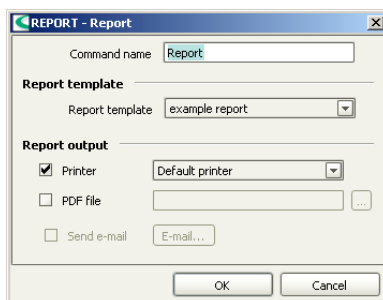 REPORT - Report
Command name Report
Report template
Report template example report
Report output
Printer Default printer
PDF file ...
Send e-mail E-mail...
OK Cancel